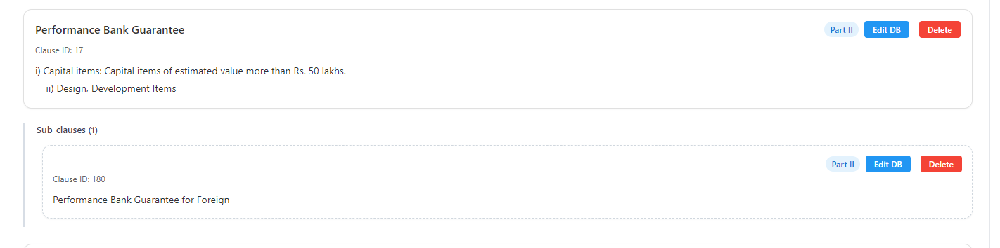 Performance Bank Guarantee
Part II
Edit DB
Delete
Clause ID: 17
i) Capital items: Capital items of estimated value more than Rs. 50 lakhs.
ii) Design, Development Items
Sub-clauses (1)
Part II
Edit DB
Delete
Clause ID: 180
Performance Bank Guarantee for Foreign